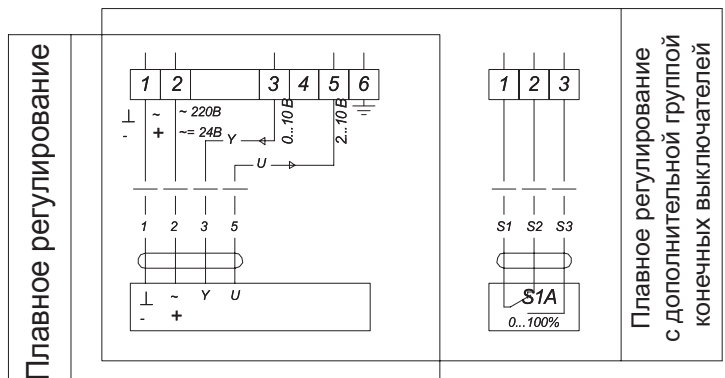 Плавное регулирование
1 2 3 4 5 6
⊥ ~ ~ 220В
- + ~= 24В
Y
0...10 В
2...10 В
U
1 2 3 5
⊥ ~ Y U
- +
1 2 3
S1 S2 S3
S1A
0...100%
Плавное регулирование
с дополнительной группой
конечных выключателей